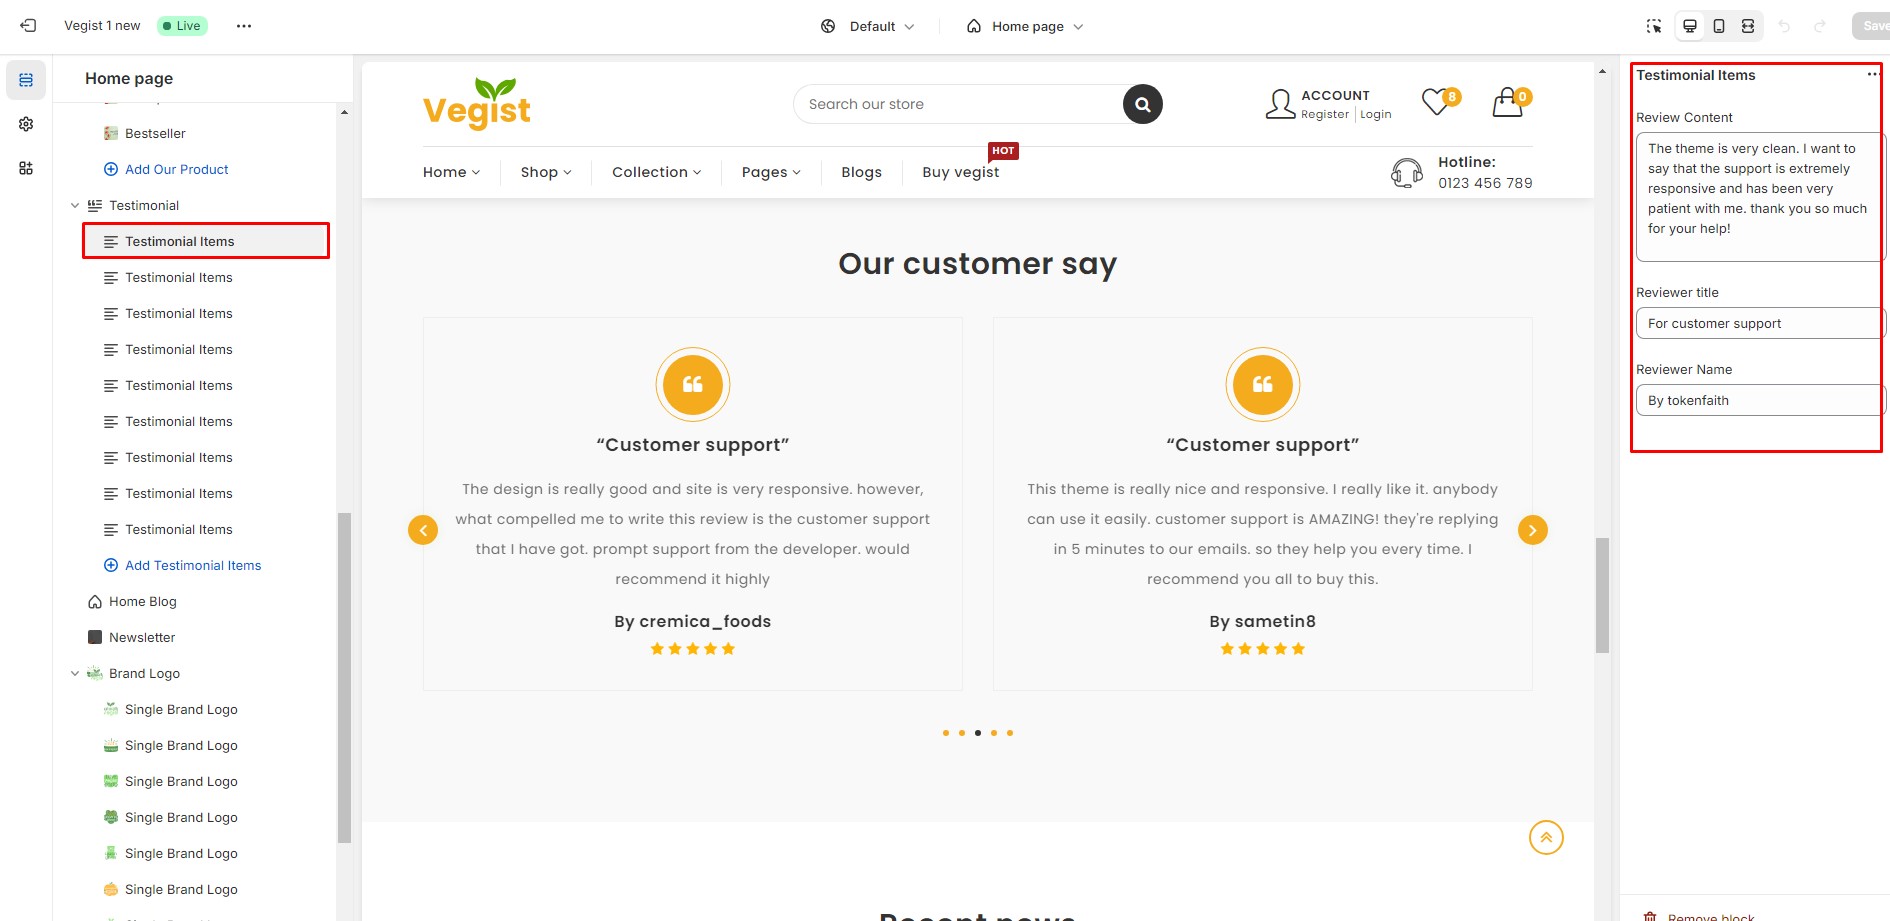 Vegist 1 new
Live
Default
Home page
Save
Home page
Bestseller
Add Our Product
Testimonial
Testimonial Items
Testimonial Items
Testimonial Items
Testimonial Items
Testimonial Items
Testimonial Items
Testimonial Items
Testimonial Items
Testimonial Items
Add Testimonial Items
Home Blog
Newsletter
Brand Logo
Single Brand Logo
Single Brand Logo
Single Brand Logo
Single Brand Logo
Single Brand Logo
Single Brand Logo
Vegist
Search our store
ACCOUNT
Register
Login
8
0
Home
Shop
Collection
Pages
Blogs
Buy vegist
HOT
Hotline:
0123 456 789
Our customer say
“Customer support”
The design is really good and site is very responsive. however,
what compelled me to write this review is the customer support
that I have got. prompt support from the developer. would
recommend it highly
By cremica_foods
“Customer support”
This theme is really nice and responsive. I really like it. anybody
can use it easily. customer support is AMAZING! they're replying
in 5 minutes to our emails. so they help you every time. I
recommend you all to buy this.
By sametin8
Recent news
Testimonial Items
Review Content
The theme is very clean. I want to
say that the support is extremely
responsive and has been very
patient with me. thank you so much
for your help!
Reviewer title
For customer support
Reviewer Name
By tokenfaith
Remove block